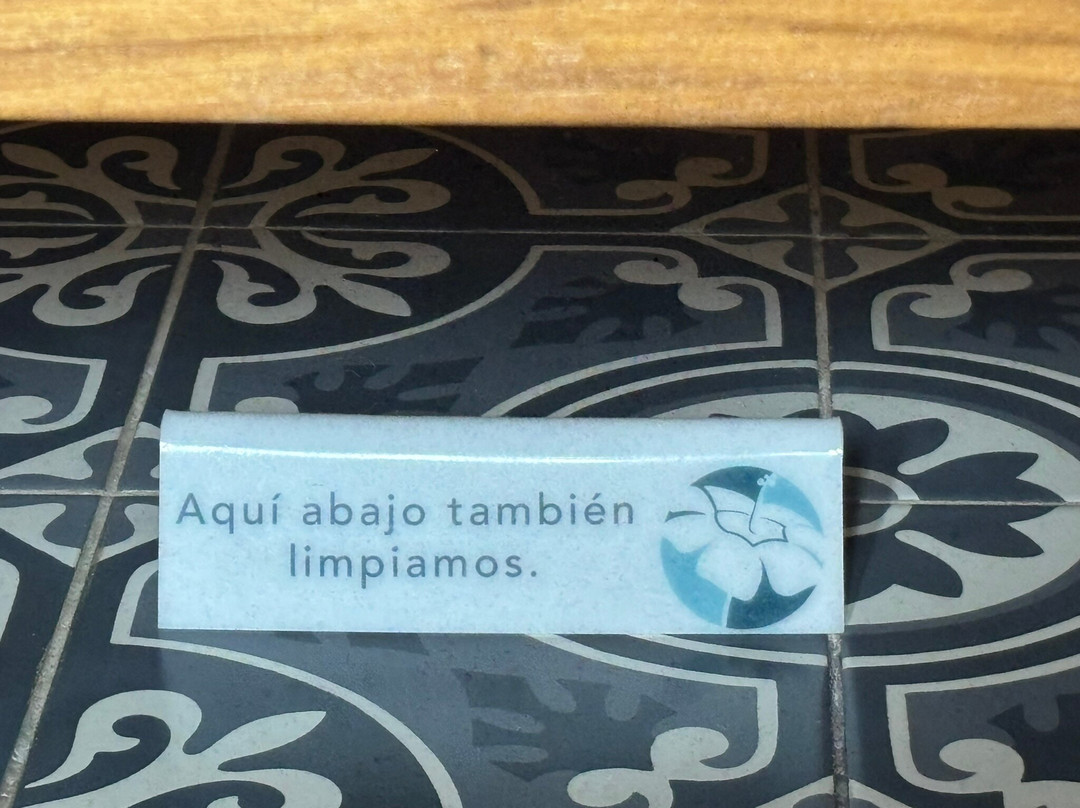 Aquí abajo también
limpiamos.